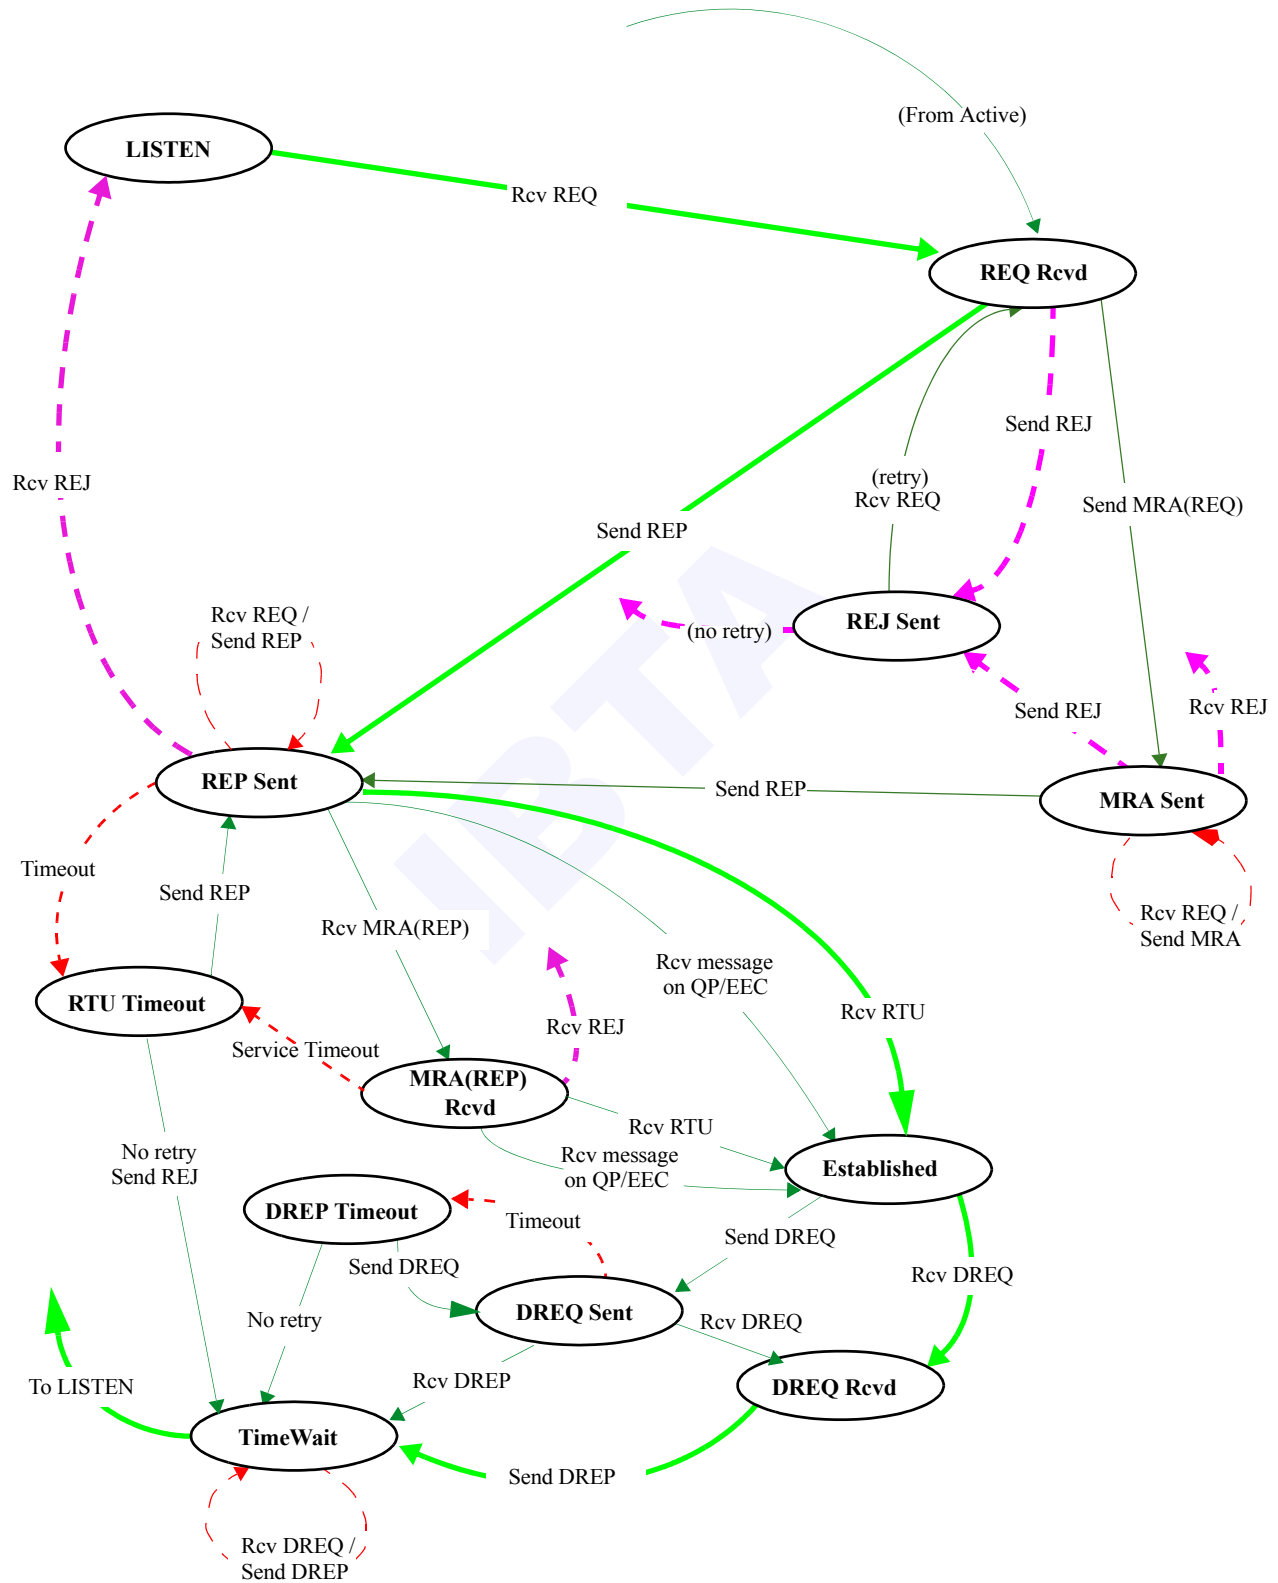 (From Active)
LISTEN
Rcv REQ
REQ Rcvd
Send REJ
Rcv REJ
(retry)
Rcv REQ
Send MRA(REQ)
Send REP
Rcv REQ /
Send REP
REJ Sent
(no retry)
Send REJ
Rcv REJ
REP Sent
Send REP
MRA Sent
Timeout
Send REP
Rcv MRA(REP)
Rcv REQ /
Send MRA
Rcv message
on QP/EEC
RTU Timeout
Rcv RTU
Rcv REJ
Service Timeout
MRA(REP)
Rcvd
Rcv RTU
No retry
Send REJ
Rcv message
on QP/EEC
Established
DREP Timeout
Timeout
Send DREQ
Send DREQ
Rcv DREQ
DREQ Sent
No retry
Rcv DREQ
To LISTEN
Rcv DREP
DREQ Rcvd
TimeWait
Send DREP
Rcv DREQ /
Send DREP
IBTA